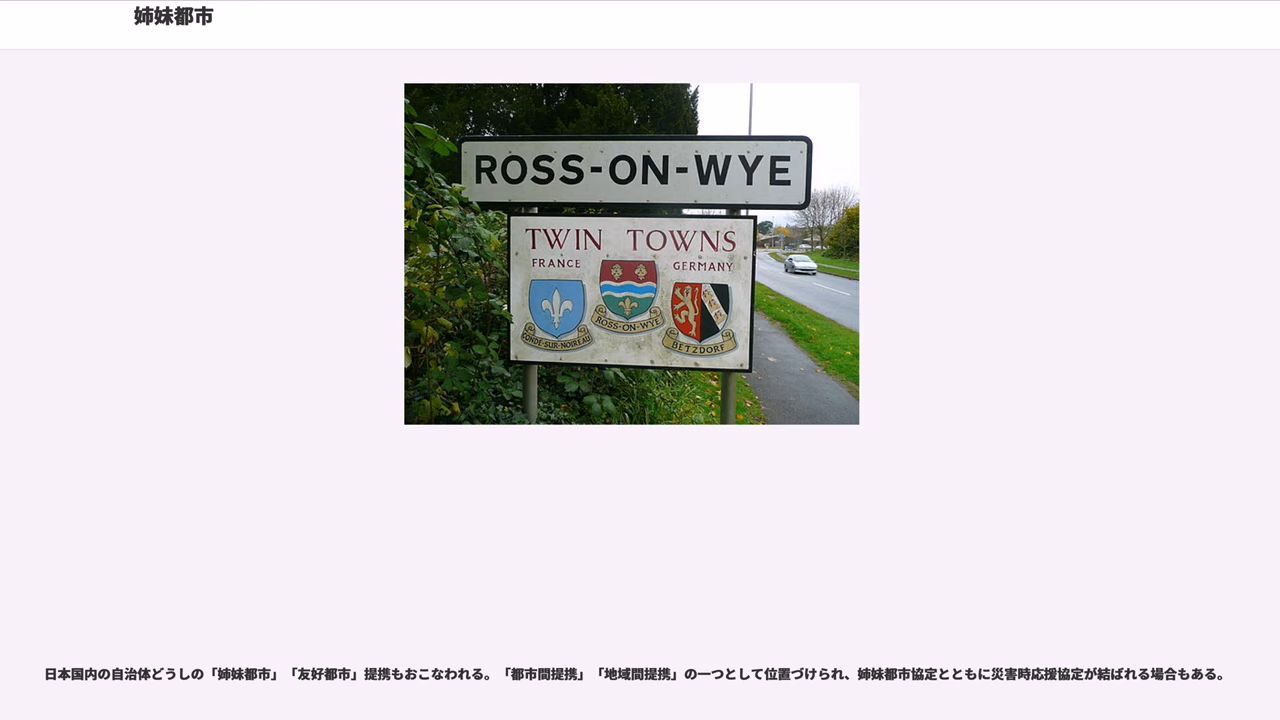 姉妹都市
ROSS-ON-WYE
TWIN TOWNS
FRANCE
GERMANY
CONDÉ-SUR-NOIREAU
ROSS-ON-WYE
BETZDORF
日本国内の自治体どうしの「姉妹都市」「友好都市」提携もおこなわれる。「都市間提携」「地域間提携」の一つとして位置づけられ、姉妹都市協定とともに災害時応援協定が結ばれる場合もある。